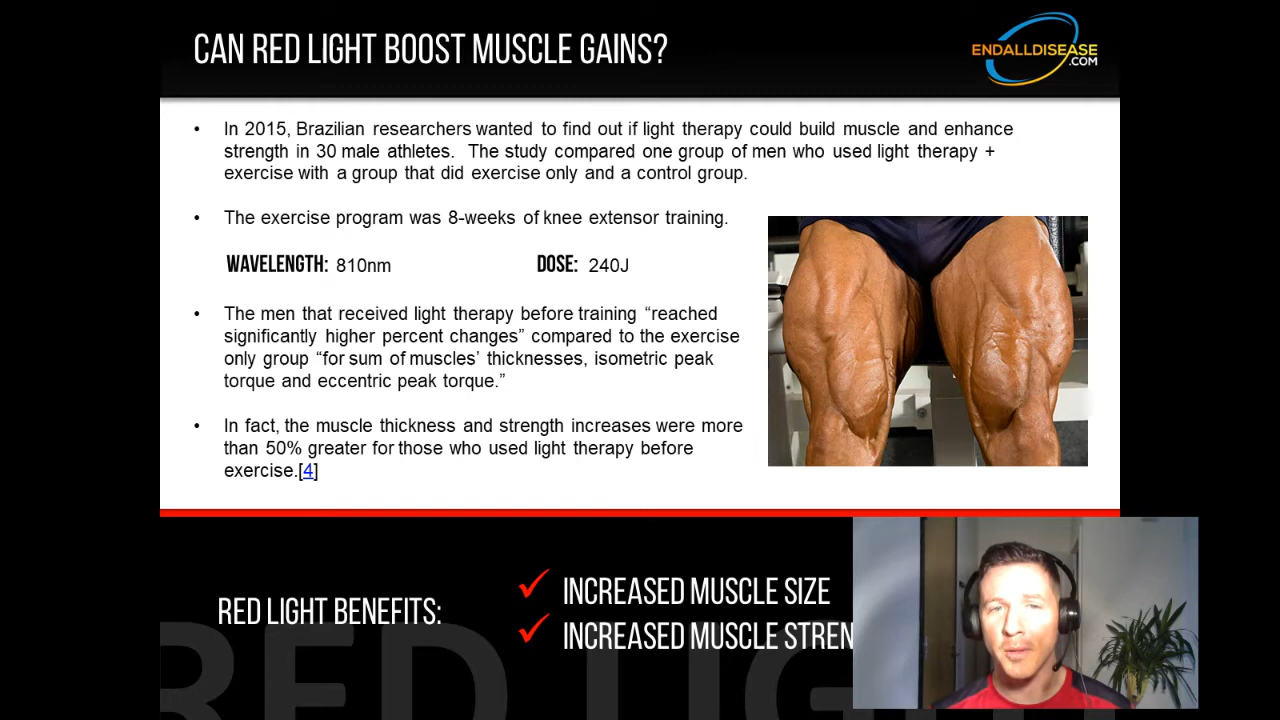 CAN RED LIGHT BOOST MUSCLE GAINS?
ENDALLDISEASE
.COM
• In 2015, Brazilian researchers wanted to find out if light therapy could build muscle and enhance
strength in 30 male athletes. The study compared one group of men who used light therapy +
exercise with a group that did exercise only and a control group.
• The exercise program was 8-weeks of knee extensor training.
WAVELENGTH: 810nm DOSE: 240J
• The men that received light therapy before training “reached
significantly higher percent changes” compared to the exercise
only group “for sum of muscles’ thicknesses, isometric peak
torque and eccentric peak torque.”
• In fact, the muscle thickness and strength increases were more
than 50% greater for those who used light therapy before
exercise.[4]
RED LIGHT BENEFITS:
✓ INCREASED MUSCLE SIZE
✓ INCREASED MUSCLE STREN
RED LIGH